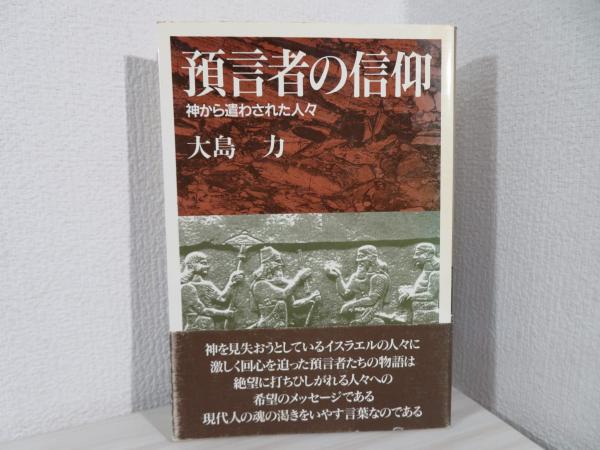 預言者の信仰
神から遣わされた人々
大島 力
神を見失おうとしているイスラエルの人々に
激しく回心を迫った預言者たちの物語は
絶望に打ちひしがれる人々への
希望のメッセージである
現代人の魂の渇きをいやす言葉なのである